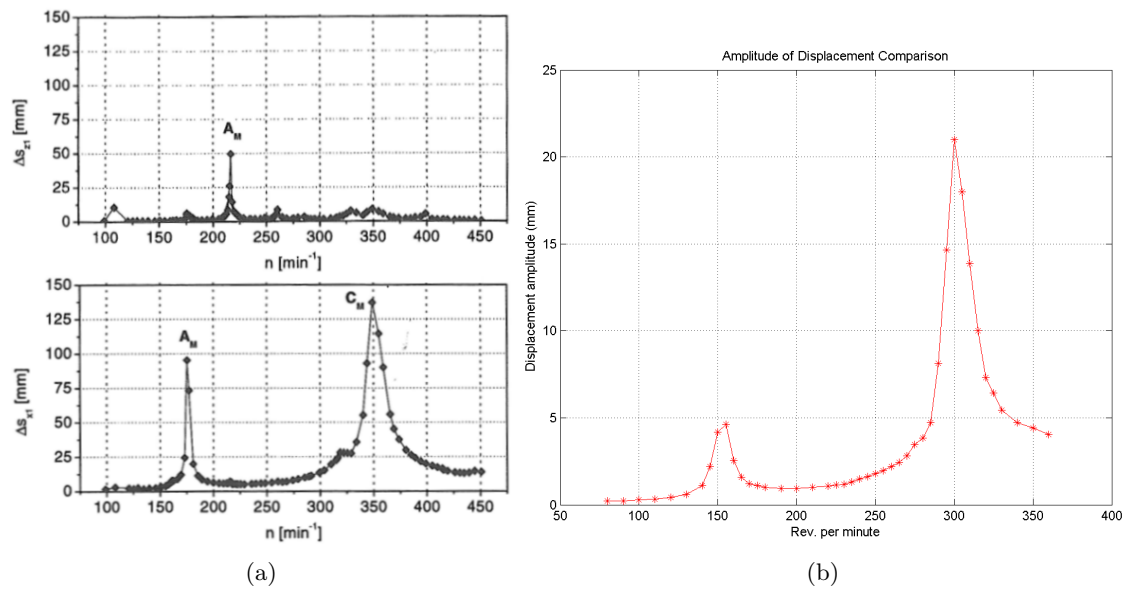 150
125
100
75
50
25
0
Δs_z1 [mm]
A_M
100 150 200 250 300 350 400 450
n [min⁻¹]
150
125
100
75
50
25
0
Δs_x1 [mm]
A_M
C_M
100 150 200 250 300 350 400 450
n [min⁻¹]
(a)
Amplitude of Displacement Comparison
25
20
15
10
5
0
Displacement amplitude (mm)
50 100 150 200 250 300 350 400
Rev. per minute
(b)